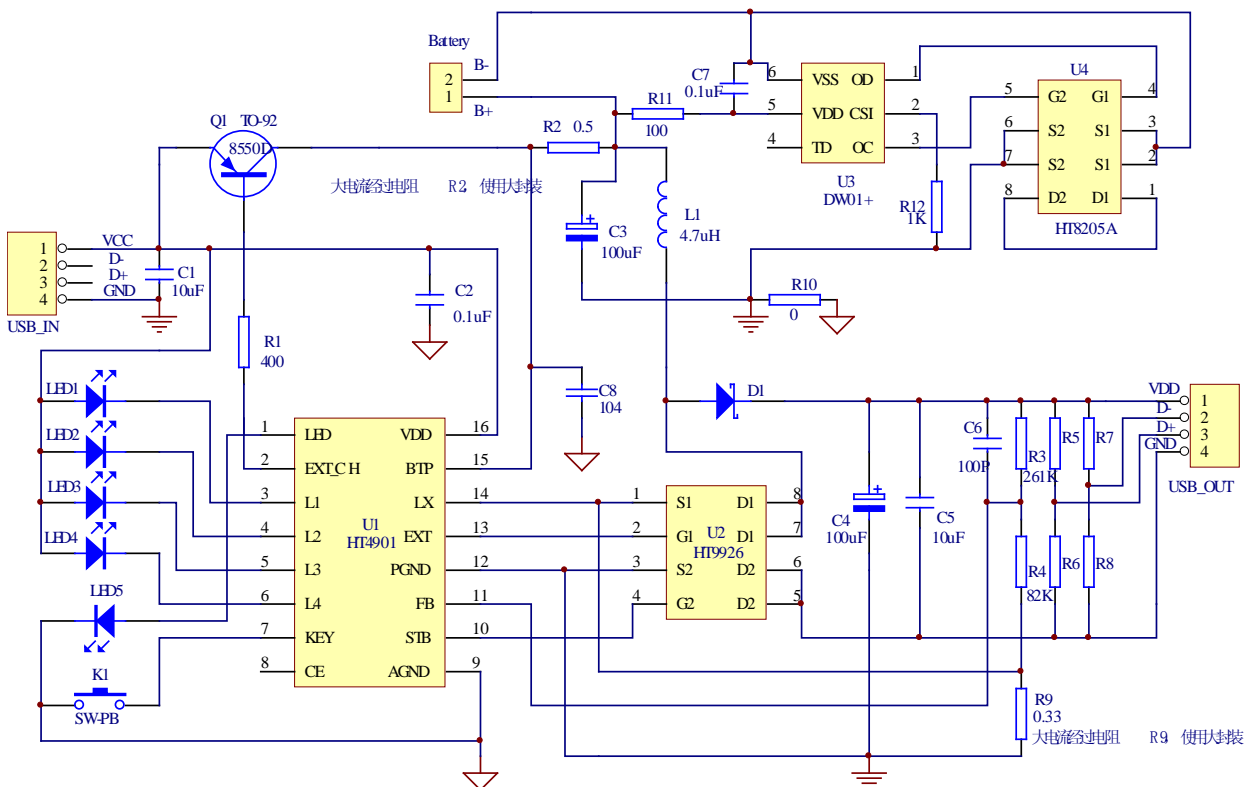 Battery
2
1
B-
B+
C7
0.1uF
R11
100
6
5
4
VSS OD
VDD CSI
TD OC
1
2
3
U3
DW01+
U4
5
6
7
8
G2 G1
S2 S1
S2 S1
D2 D1
4
3
2
1
HT8205A
R12
1K
Q1 TO-92
8550D
R2 0.5
大电流经过电阻 R2 使用大封装
C3
100uF
L1
4.7uH
R10
0
1
2
3
4
VCC
D-
D+
GND
USB_IN
C1
10uF
C2
0.1uF
R1
400
C8
104
LED1
LED2
LED3
LED4
LED5
K1
SW-PB
1
2
3
4
5
6
7
8
LED VDD
EXT_CH BTP
L1 LX
L2 EXT
L3 PGND
L4 FB
KEY STB
CE AGND
U1
HT4901
16
15
14
13
12
11
10
9
1
2
3
4
S1 D1
G1 D1
S2 D2
G2 D2
U2
HT9926
8
7
6
5
D1
C4
100uF
C5
10uF
C6
100P
R3
261K
R5
R7
R4
82K
R6
R8
VDD
D-
D+
GND
1
2
3
4
USB_OUT
R9
0.33
大电流经过电阻 R9 使用大封装